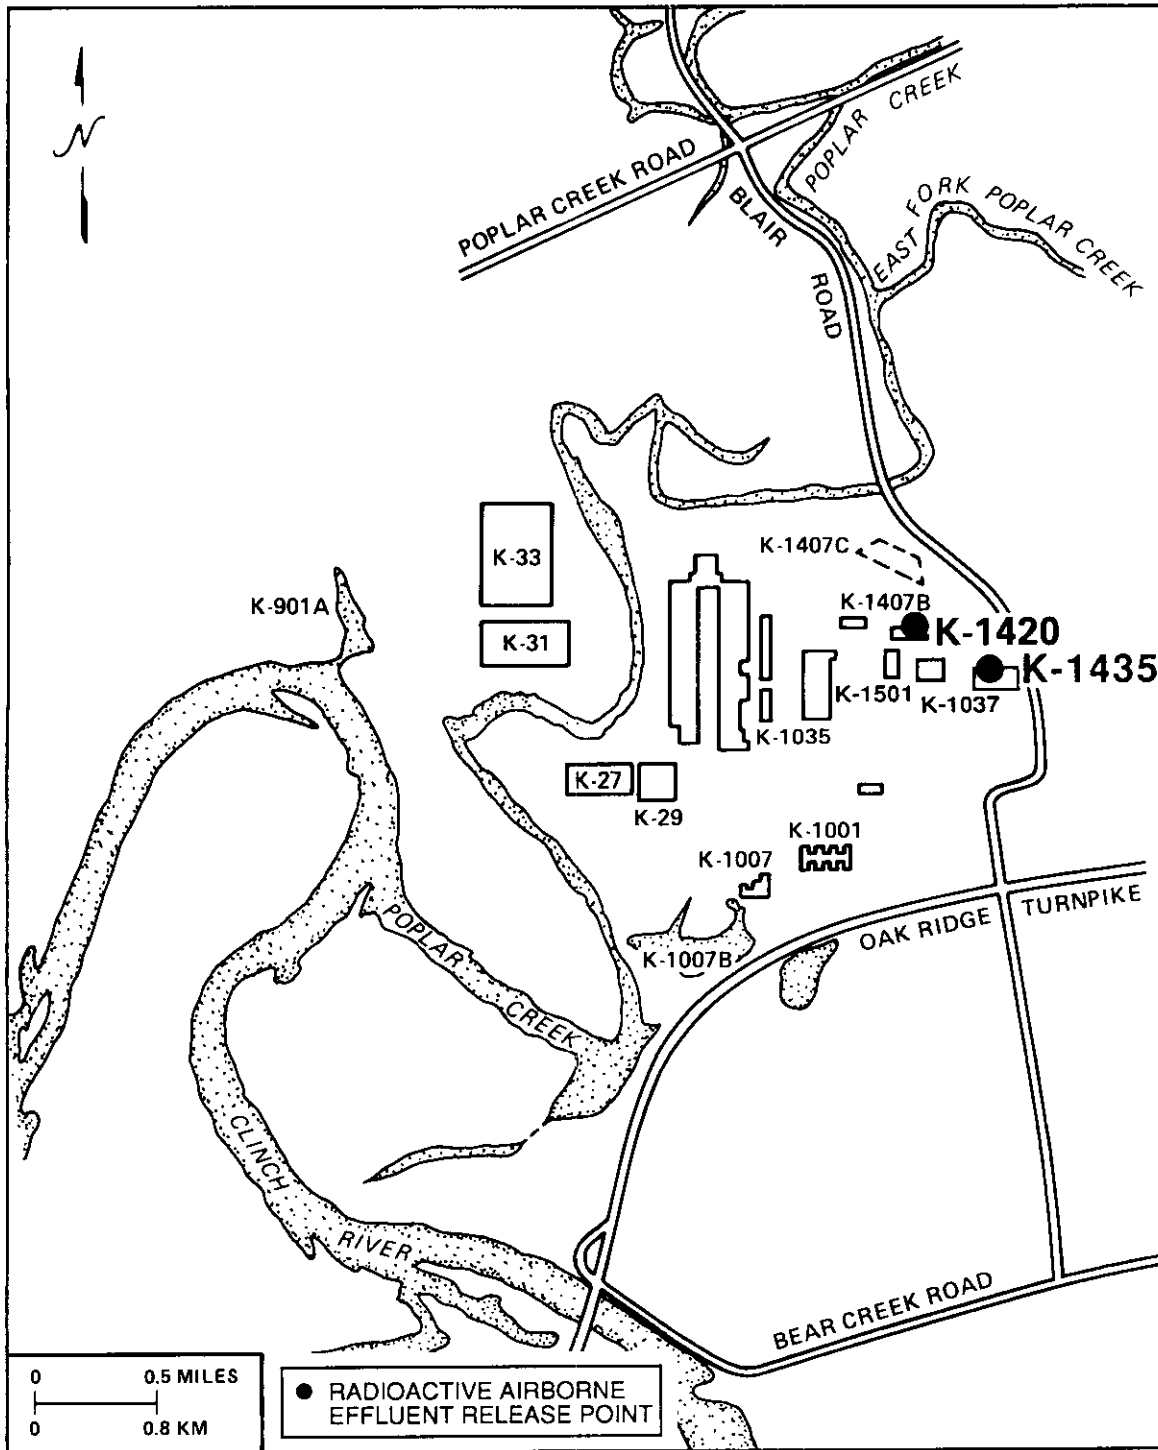 N
POPLAR CREEK ROAD
CREEK
POPLAR
BLAIR
ROAD
EAST FORK POPLAR CREEK
K-33
K-31
K-901A
K-1407C
K-1407B
K-1420
K-1435
K-1501
K-1037
K-1035
K-27
K-29
K-1001
K-1007
K-1007B
OAK RIDGE TURNPIKE
POPLAR
CREEK
CLINCH
RIVER
BEAR CREEK ROAD
0 0.5 MILES
0 0.8 KM
RADIOACTIVE AIRBORNE
EFFLUENT RELEASE POINT